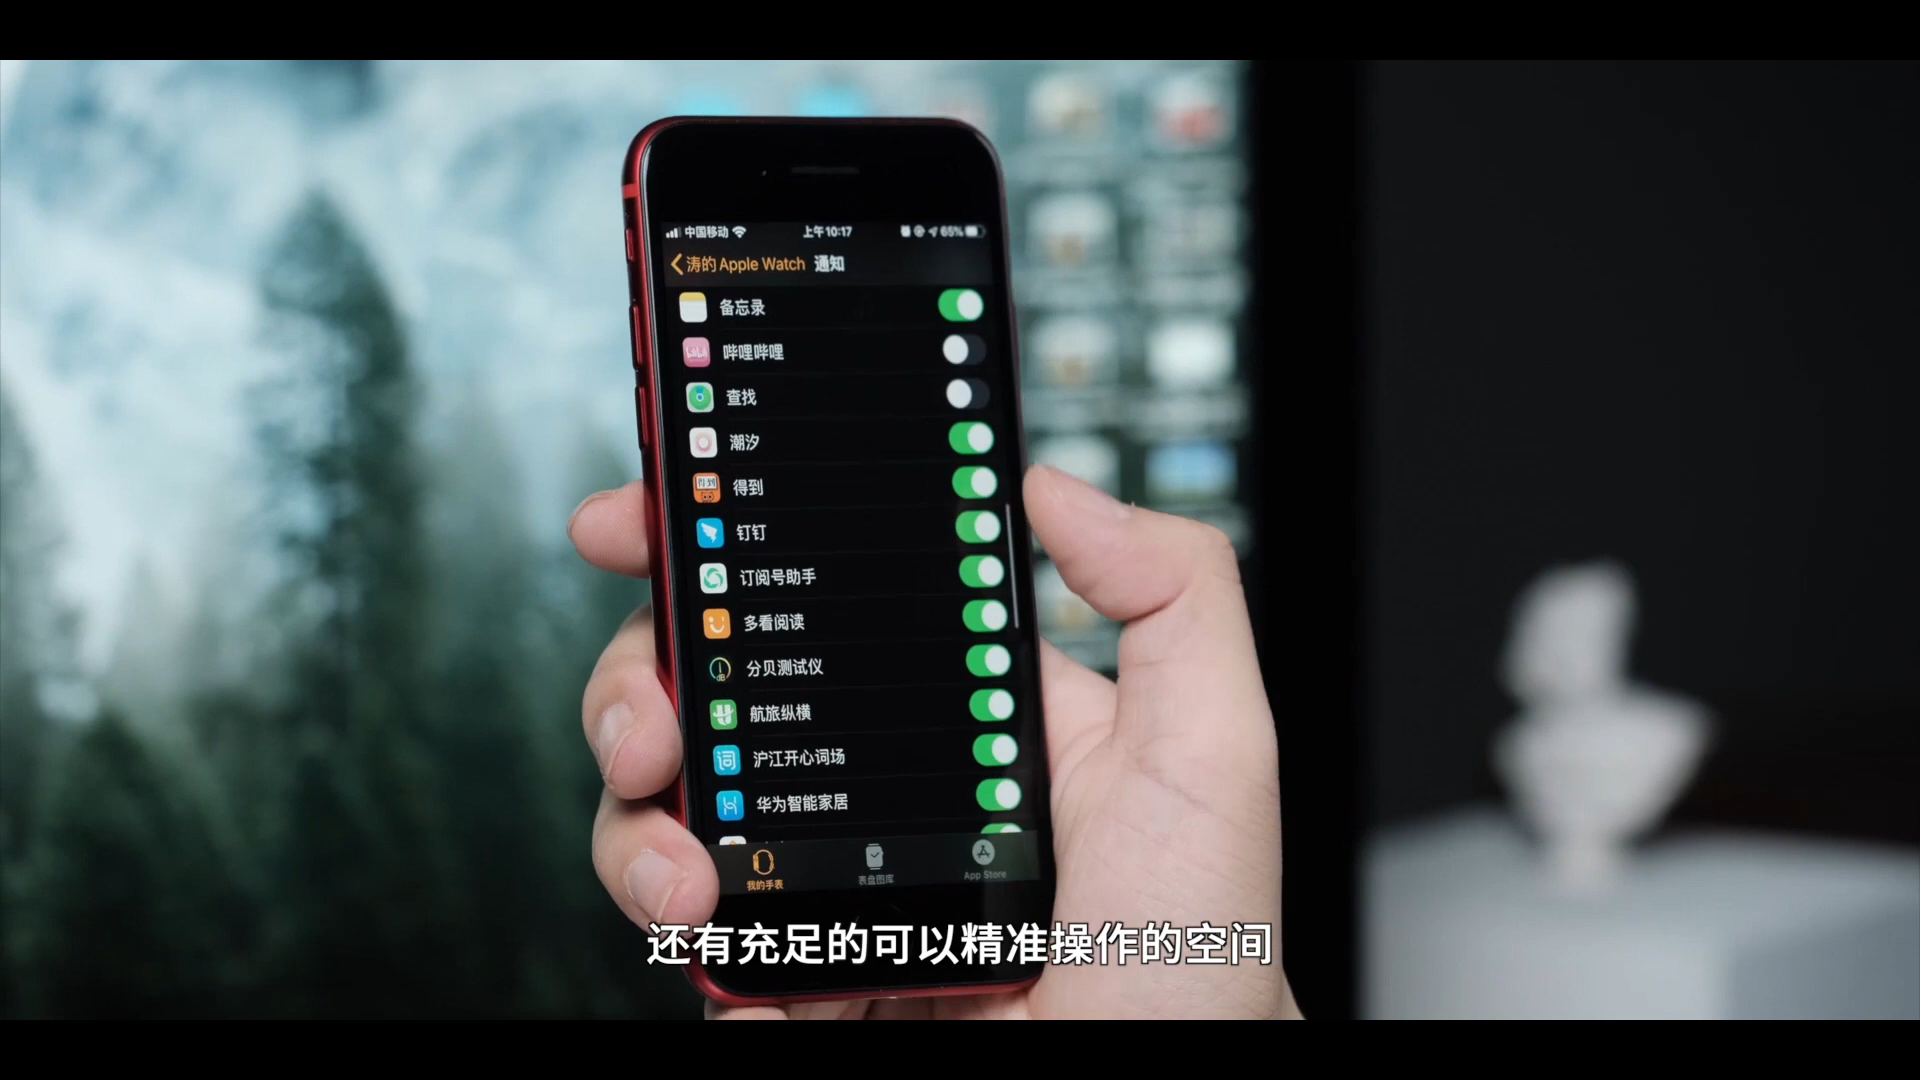 中国移动 上午10:17 65%
涛的 Apple Watch 通知
备忘录
哔哩哔哩
查找
潮汐
得到 得到
钉钉
订阅号助手
多看阅读
dB 分贝测试仪
航旅纵横
词 沪江开心词场
华为智能家居
我的手表 表盘图库 App Store
还有充足的可以精准操作的空间